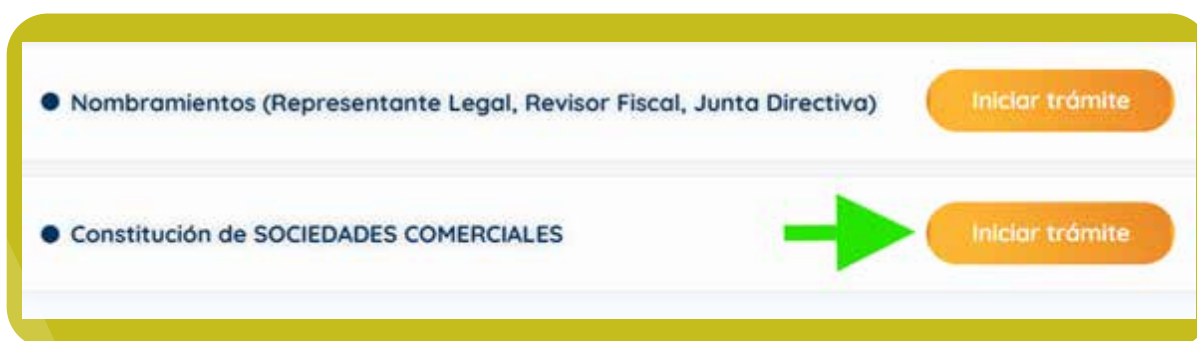 Nombramientos (Representante Legal, Revisor Fiscal, Junta Directiva)
Iniciar trámite
Constitución de SOCIEDADES COMERCIALES
Iniciar trámite